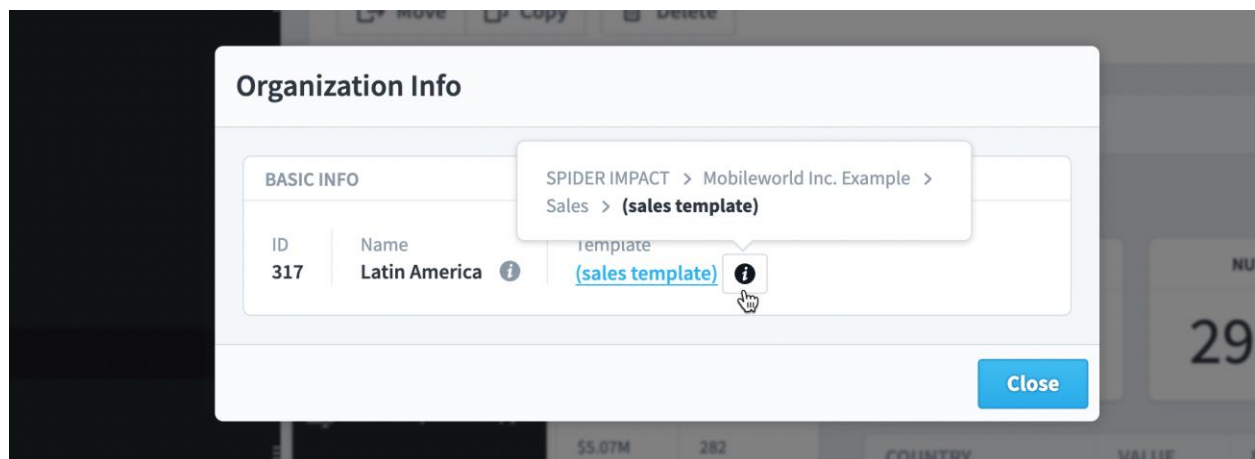 Move Copy Delete
Organization Info
BASIC INFO
SPIDER IMPACT > Mobileworld Inc. Example >
Sales > (sales template)
ID Name Template
317 Latin America (sales template)
NU
29
Close
$5.07M 282
COUNTRY VALUE